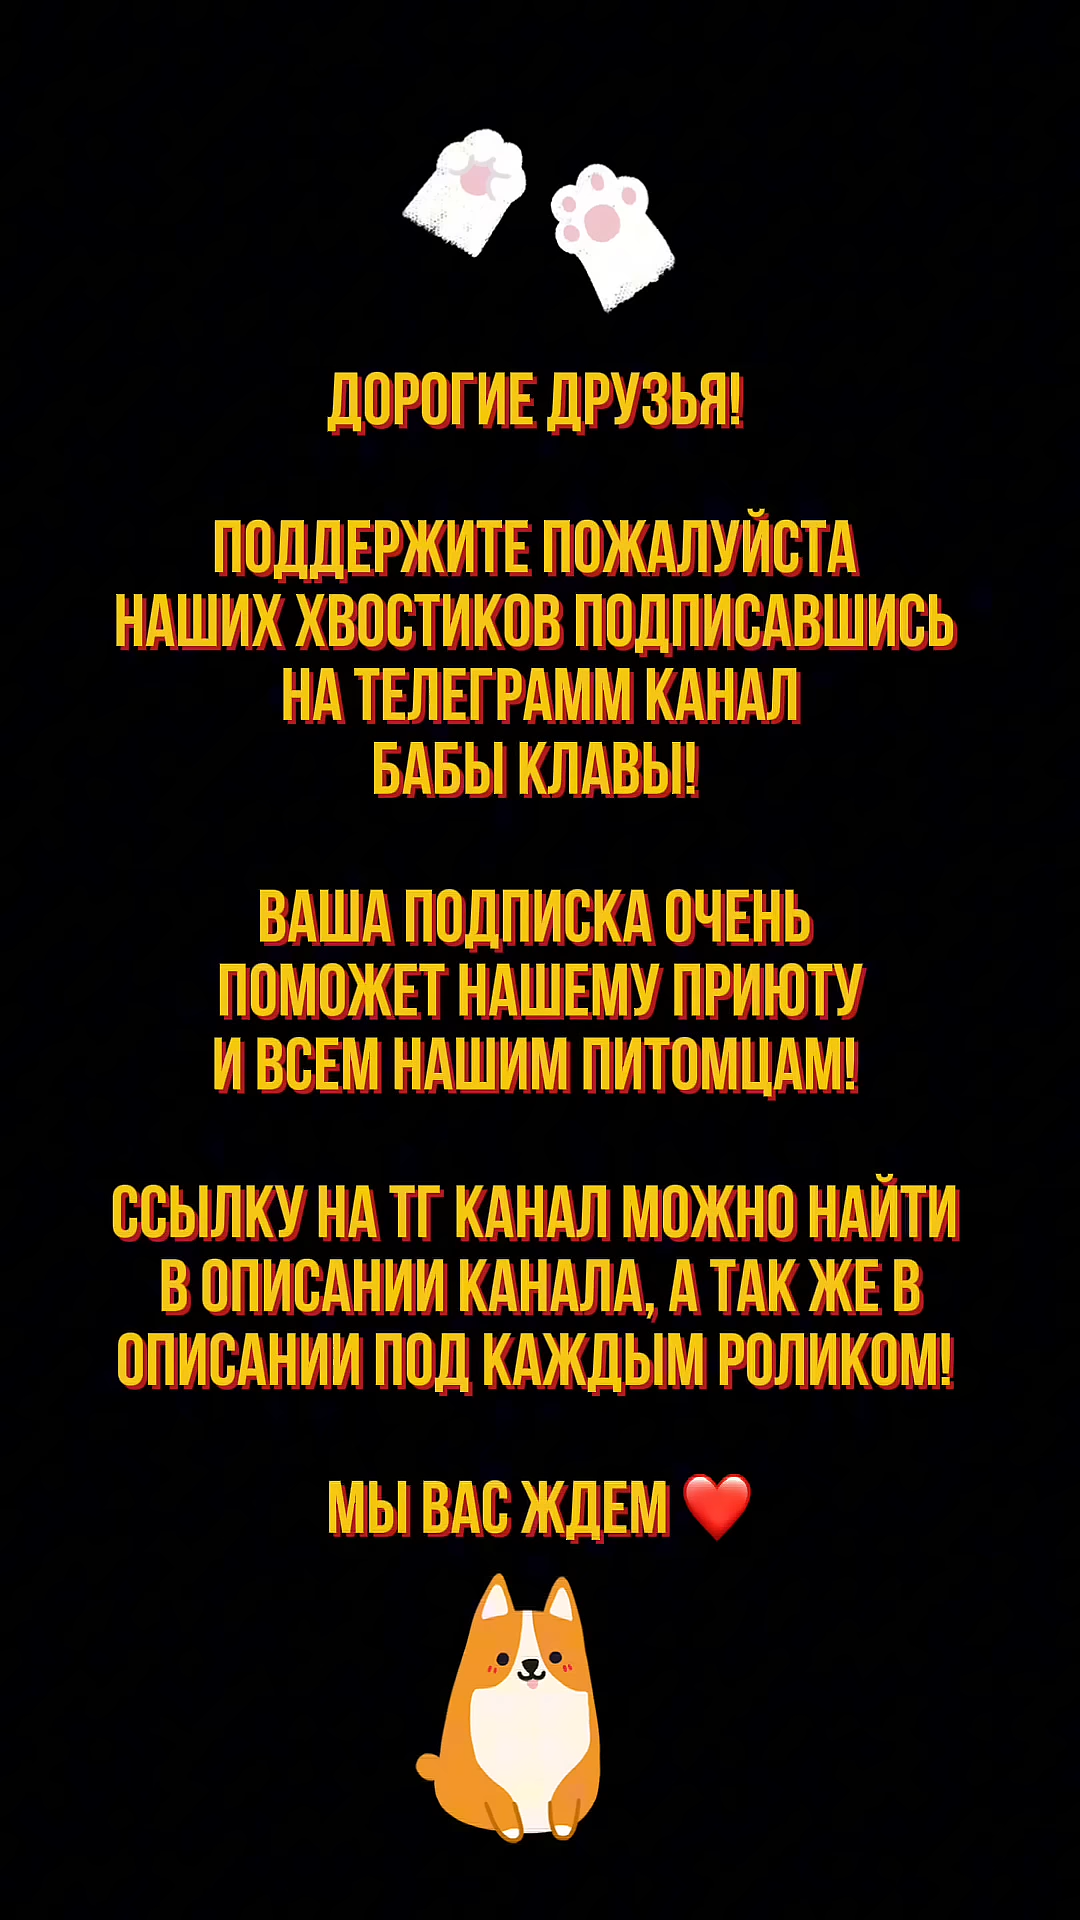 ДОРОГИЕ ДРУЗЬЯ!
ПОДДЕРЖИТЕ ПОЖАЛУЙСТА
НАШИХ ХВОСТИКОВ ПОДПИСАВШИСЬ
НА ТЕЛЕГРАММ КАНАЛ
БАБЫ КЛАВЫ!
ВАША ПОДПИСКА ОЧЕНЬ
ПОМОЖЕТ НАШЕМУ ПРИЮТУ
И ВСЕМ НАШИМ ПИТОМЦАМ!
ССЫЛКУ НА ТГ КАНАЛ МОЖНО НАЙТИ
В ОПИСАНИИ КАНАЛА, А ТАК ЖЕ В
ОПИСАНИИ ПОД КАЖДЫМ РОЛИКОМ!
МЫ ВАС ЖДЕМ ❤️